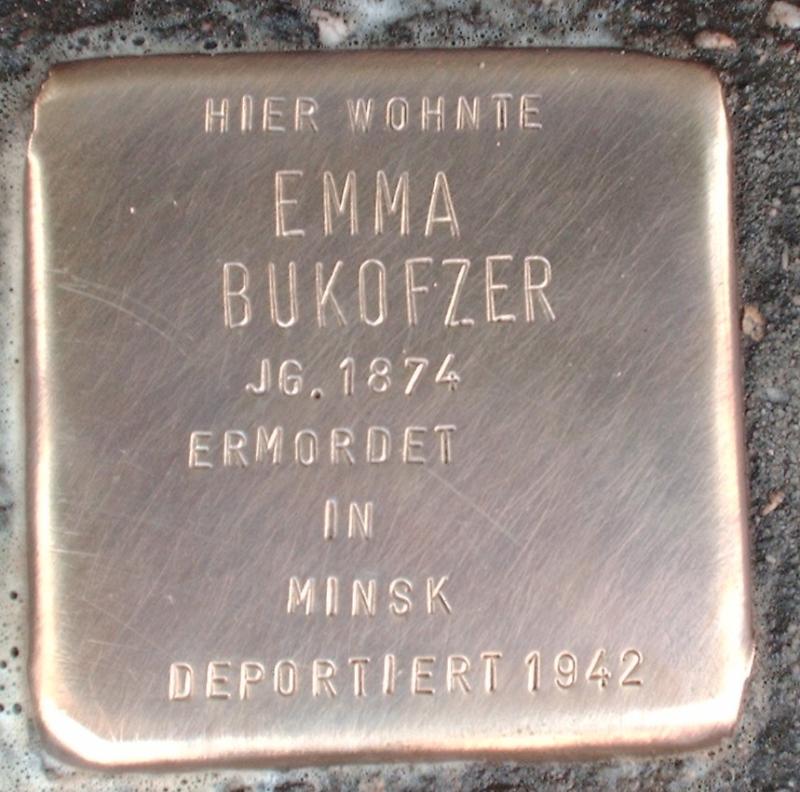 HIER WOHNTE
EMMA
BUKOFZER
JG. 1874
ERMORDET
IN
MINSK
DEPORTIERT 1942